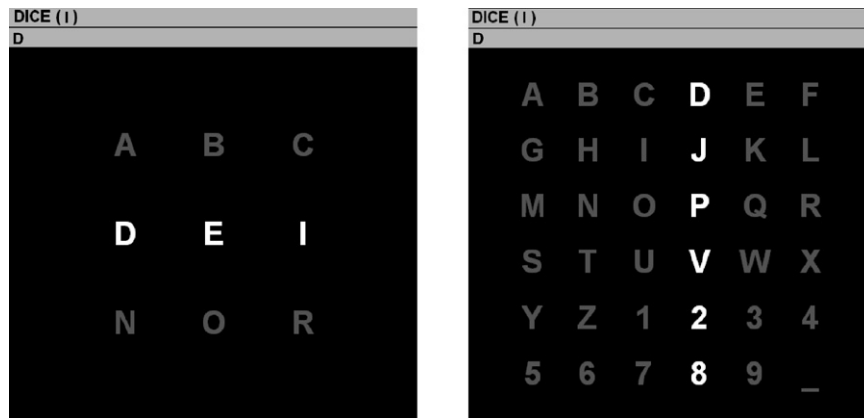 DICE (I)
D
A B C
D E I
N O R
DICE (I)
D
A B C D E F
G H I J K L
M N O P Q R
S T U V W X
Y Z 1 2 3 4
5 6 7 8 9 _